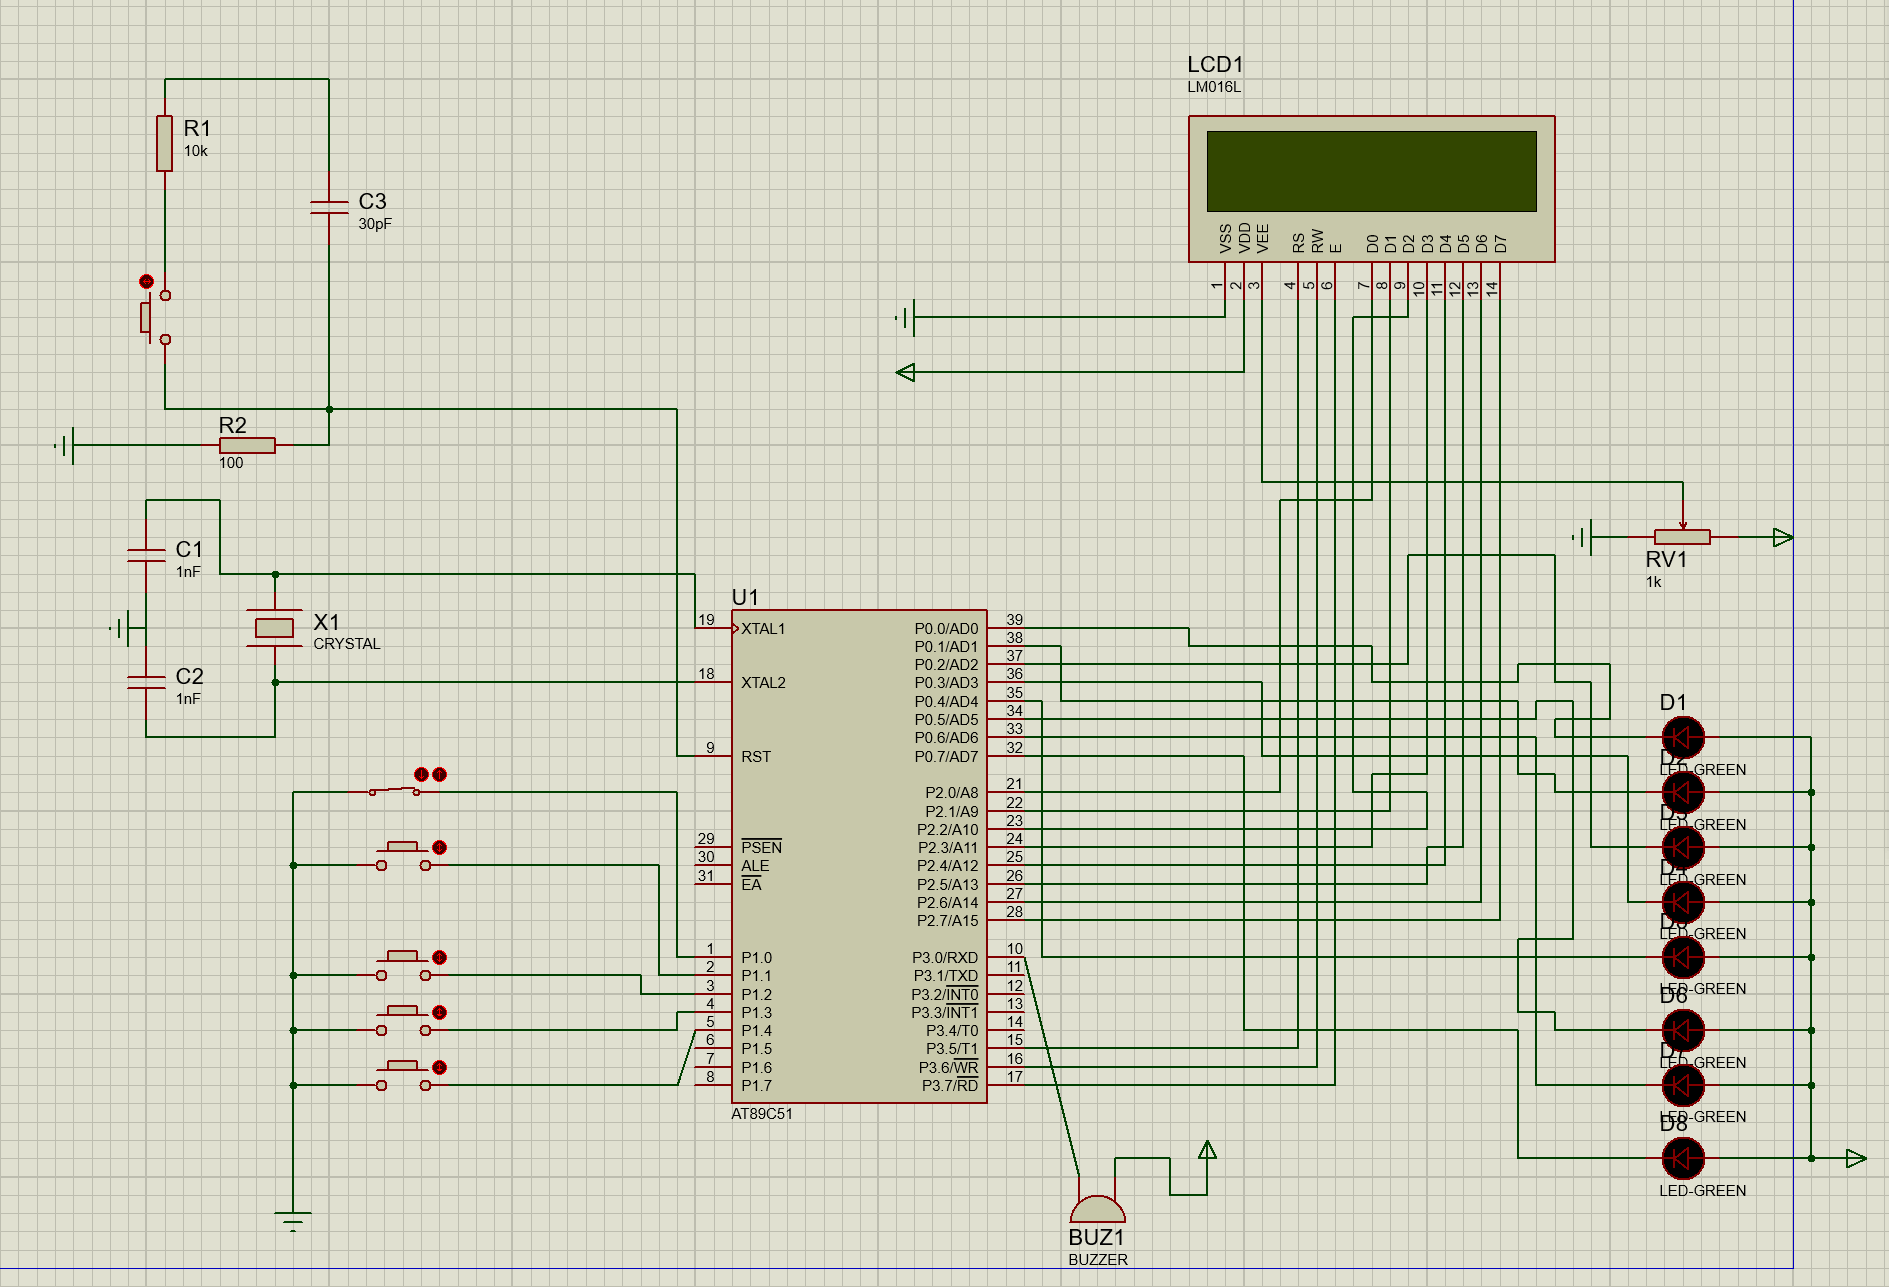 LCD1
LM016L
R1
10k
C3
30pF
VSS
VDD
VEE
RS
RW
E
D0
D1
D2
D3
D4
D5
D6
D7
1
2
3
4
5
6
7
8
9
10
11
12
13
14
R2
100
C1
1nF
X1
CRYSTAL
C2
1nF
RV1
1k
U1
19 XTAL1
18 XTAL2
9 RST
29 PSEN
30 ALE
31 EA
1 P1.0
2 P1.1
3 P1.2
4 P1.3
5 P1.4
6 P1.5
7 P1.6
8 P1.7
P0.0/AD0 39
P0.1/AD1 38
P0.2/AD2 37
P0.3/AD3 36
P0.4/AD4 35
P0.5/AD5 34
P0.6/AD6 33
P0.7/AD7 32
P2.0/A8 21
P2.1/A9 22
P2.2/A10 23
P2.3/A11 24
P2.4/A12 25
P2.5/A13 26
P2.6/A14 27
P2.7/A15 28
P3.0/RXD 10
P3.1/TXD 11
P3.2/INT0 12
P3.3/INT1 13
P3.4/T0 14
P3.5/T1 15
P3.6/WR 16
P3.7/RD 17
AT89C51
D1
LED-GREEN
D2
LED-GREEN
D3
LED-GREEN
D4
LED-GREEN
D5
LED-GREEN
D6
LED-GREEN
D7
LED-GREEN
D8
LED-GREEN
BUZ1
BUZZER